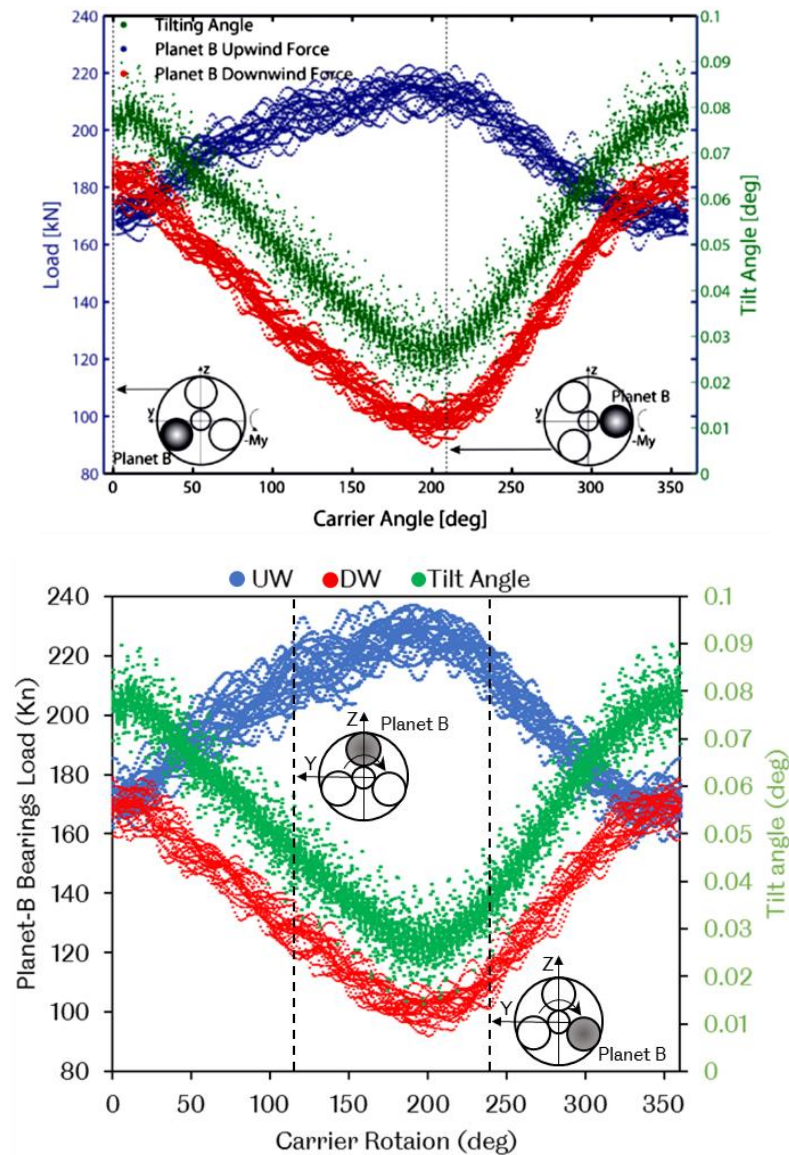 Tilting Angle
Planet B Upwind Force
Planet B Downwind Force
240
220
200
180
160
140
120
100
80
Load [kN]
0.1
0.09
0.08
0.07
0.06
0.05
0.04
0.03
0.02
0.01
0
Tilt Angle [deg]
z
y
-My
Planet B
Planet B
y
z
-My
0 50 100 150 200 250 300 350
Carrier Angle [deg]
UW DW Tilt Angle
240
220
200
180
160
140
120
100
80
Planet-B Bearings Load (Kn)
0.1
0.09
0.08
0.07
0.06
0.05
0.04
0.03
0.02
0.01
0
Tilt angle (deg)
Z Planet B
Y
Z
Y
Planet B
0 50 100 150 200 250 300 350
Carrier Rotaion (deg)